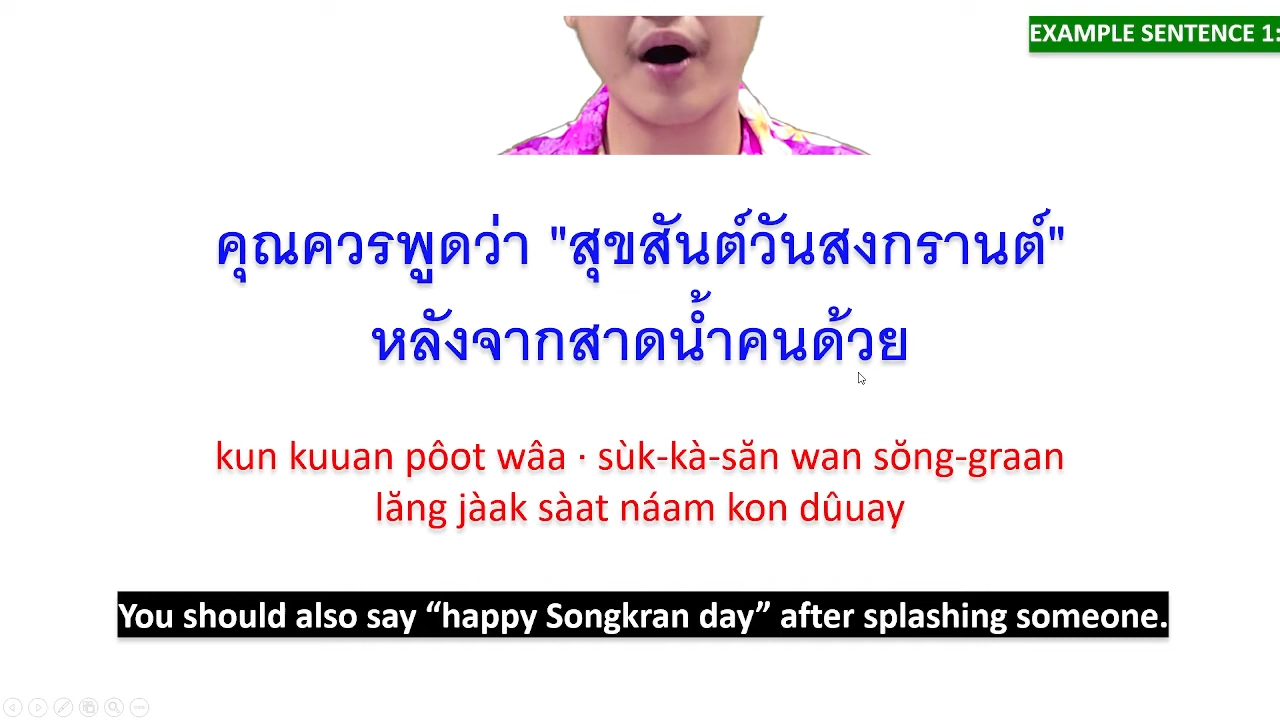 EXAMPLE SENTENCE 1:
คุณควรพูดว่า "สุขสันต์วันสงกรานต์"
หลังจากสาดน้ำคนด้วย
kun kuuan pôot wâa · sùk-kà-săn wan sŏng-graan
lăng jàak sàat náam kon dûuay
You should also say “happy Songkran day” after splashing someone.